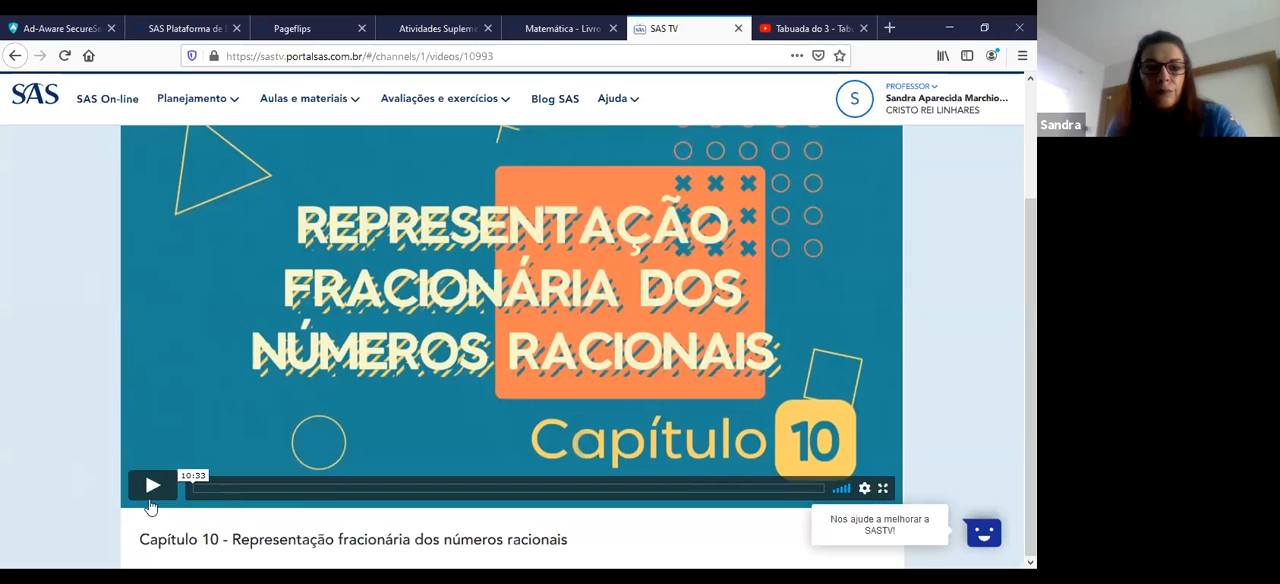 Ad-Aware SecureSe
SAS Plataforma de E
Pageflips
Atividades Supleme
Matemática - Livro
SAS TV
Tabuada do 3 - Tab
https://sastv.portalsas.com.br/#/channels/1/videos/10993
SAS
SAS On-line
Planejamento
Aulas e materiais
Avaliações e exercícios
Blog SAS
Ajuda
S
PROFESSOR
Sandra Aparecida Marchio...
CRISTO REI LINHARES
Sandra
REPRESENTAÇÃO
FRACIONÁRIA DOS
NÚMEROS RACIONAIS
Capítulo 10
10:33
Nos ajude a melhorar a
SASTV!
Capítulo 10 - Representação fracionária dos números racionais